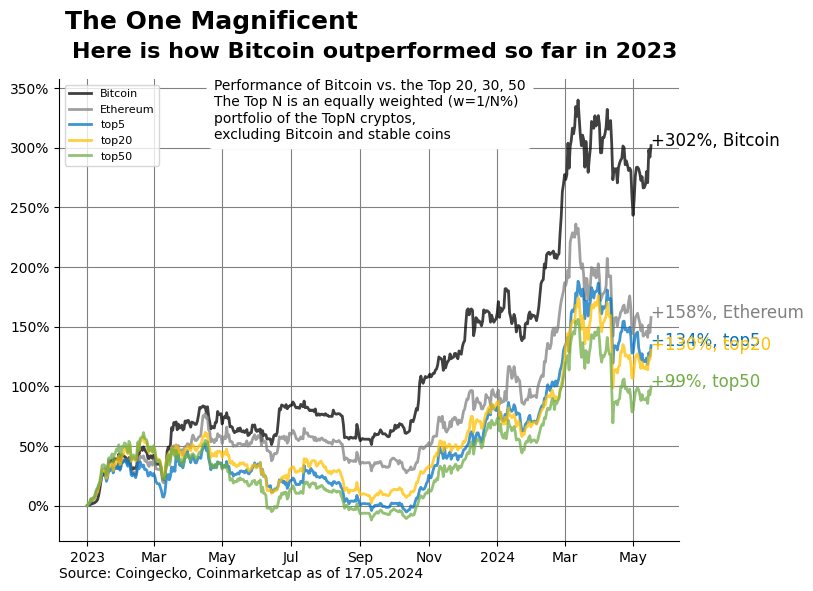 The One Magnificent
Here is how Bitcoin outperformed so far in 2023
350%
300%
250%
200%
150%
100%
50%
0%
Bitcoin
Ethereum
top5
top20
top50
Performance of Bitcoin vs. the Top 20, 30, 50
The Top N is an equally weighted (w=1/N%)
portfolio of the TopN cryptos,
excluding Bitcoin and stable coins
+302%, Bitcoin
+158%, Ethereum
+134%, top5
+130%, top20
+99%, top50
2023 Mar May Jul Sep Nov 2024 Mar May
Source: Coingecko, Coinmarketcap as of 17.05.2024